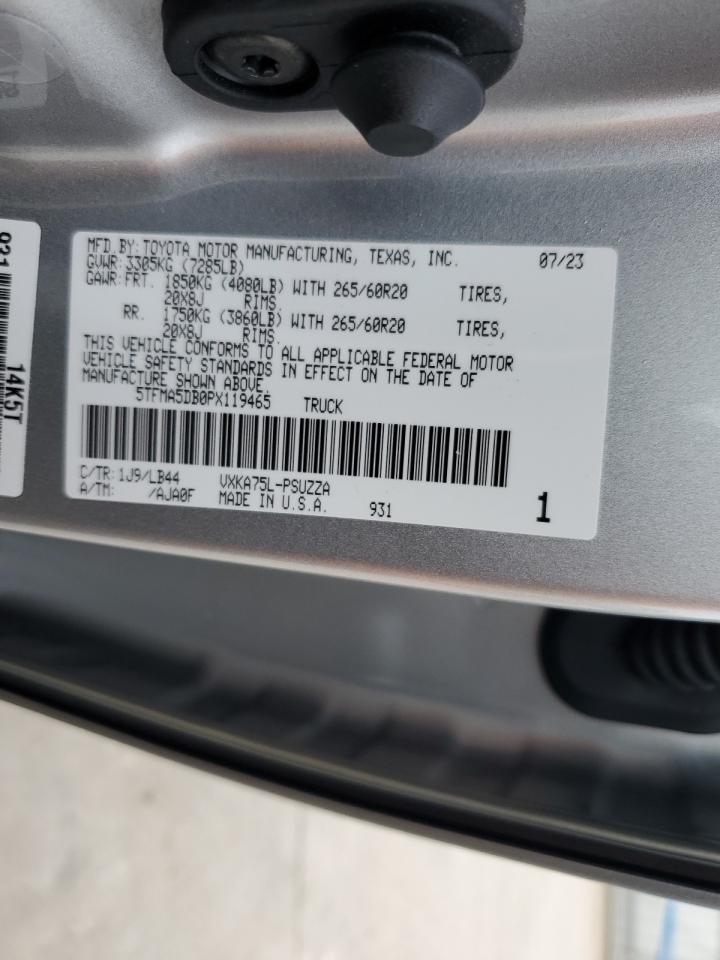 MFD.BY:TOYOTA MOTOR MANUFACTURING, TEXAS, INC. 07/23
GVWR:3305KG (7285LB)
GAWR:FRT. 1850KG (4080LB) WITH 265/60R20 TIRES,
20X8J RIMS.
RR. 1750KG (3860LB) WITH 265/60R20 TIRES,
20X8J RIMS.
THIS VEHICLE CONFORMS TO ALL APPLICABLE FEDERAL MOTOR
VEHICLE SAFETY STANDARDS IN EFFECT ON THE DATE OF
MANUFACTURE SHOWN ABOVE.
5TFMA5DB0PX119465 TRUCK
C/TR:1J9/LB44 VXKA75L-PSUZZA
A/TM: /AJA0F MADE IN U.S.A. 931 1
14K5T